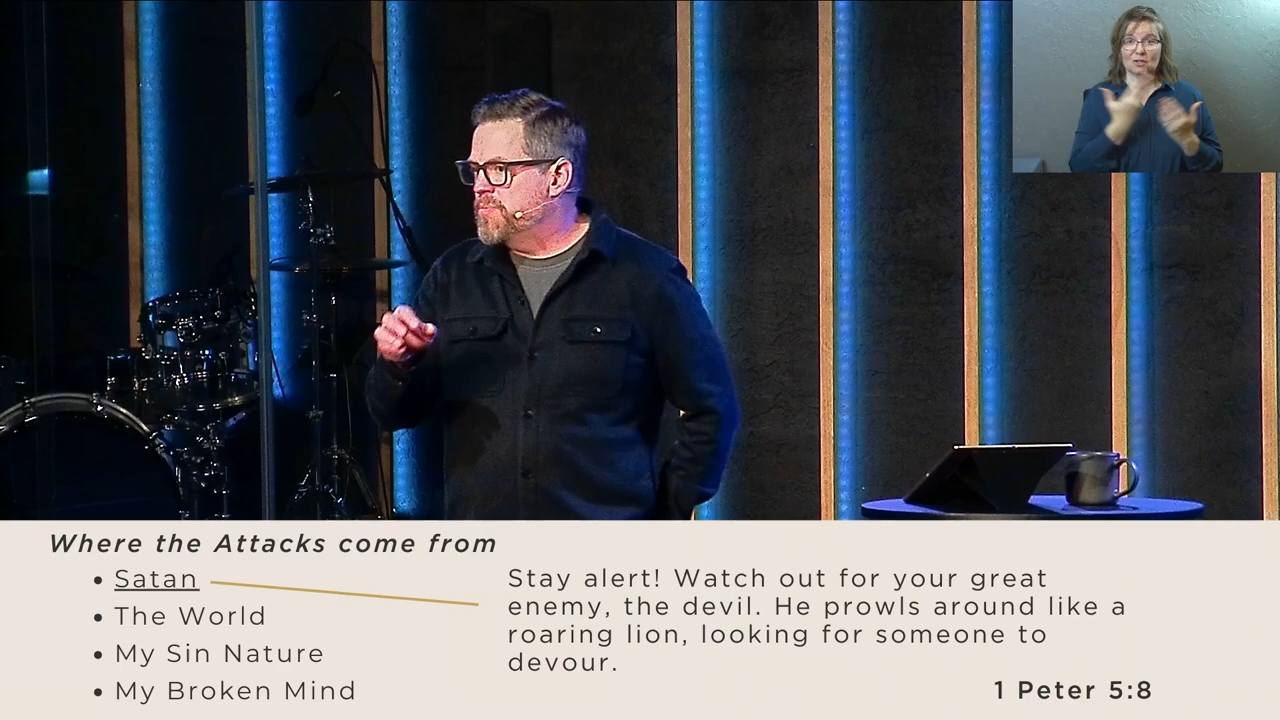 Where the Attacks come from
• Satan
• The World
• My Sin Nature
• My Broken Mind
Stay alert! Watch out for your great
enemy, the devil. He prowls around like a
roaring lion, looking for someone to
devour.
1 Peter 5:8